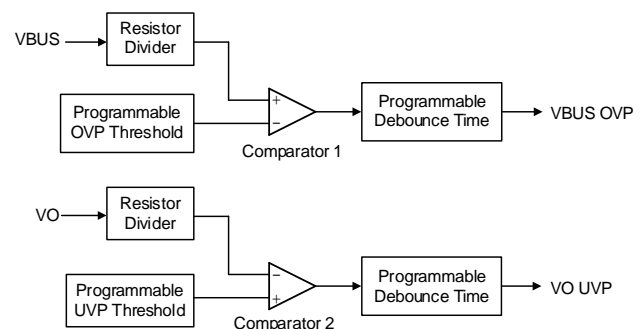 VBUS
Resistor
Divider
Programmable
OVP Threshold
+
−
Comparator 1
Programmable
Debounce Time
VBUS OVP
VO
Resistor
Divider
Programmable
UVP Threshold
−
+
Comparator 2
Programmable
Debounce Time
VO UVP